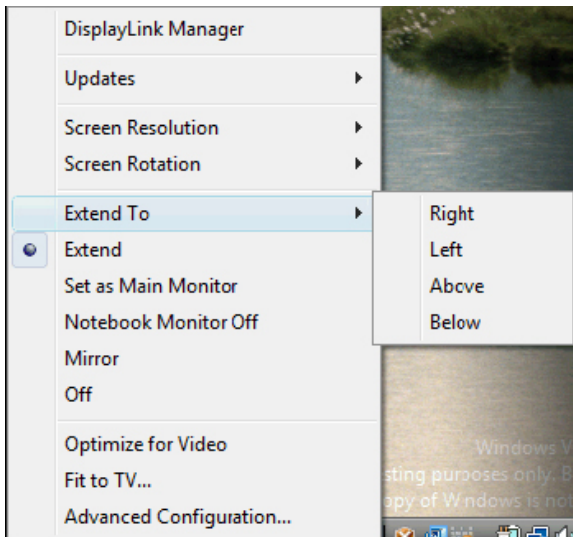 DisplayLink Manager
Updates
Screen Resolution
Screen Rotation
Extend To
Right
Extend
Left
Set as Main Monitor
Above
Notebook Monitor Off
Below
Mirror
Off
Optimize for Video
Windows V
Fit to TV...
sting purposes only. B
Advanced Configuration...
opy of Windows is not